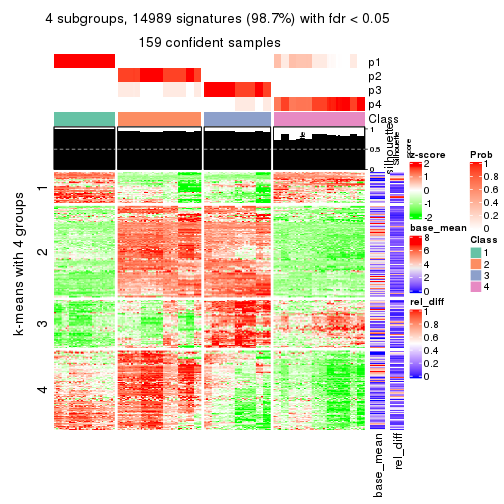 4 subgroups, 14989 signatures (98.7%) with fdr < 0.05
159 confident samples
p1
p2
p3
p4
Class
1
0.5
0
Silhouette
silhouette
score
k-means with 4 groups
1
2
3
4
base_mean
rel_diff
z-score
2
1
0
-1
-2
base_mean
8
6
4
2
0
rel_diff
1
0.8
0.6
0.4
0.2
0
Prob
1
0.8
0.6
0.4
0.2
0
Class
1
2
3
4